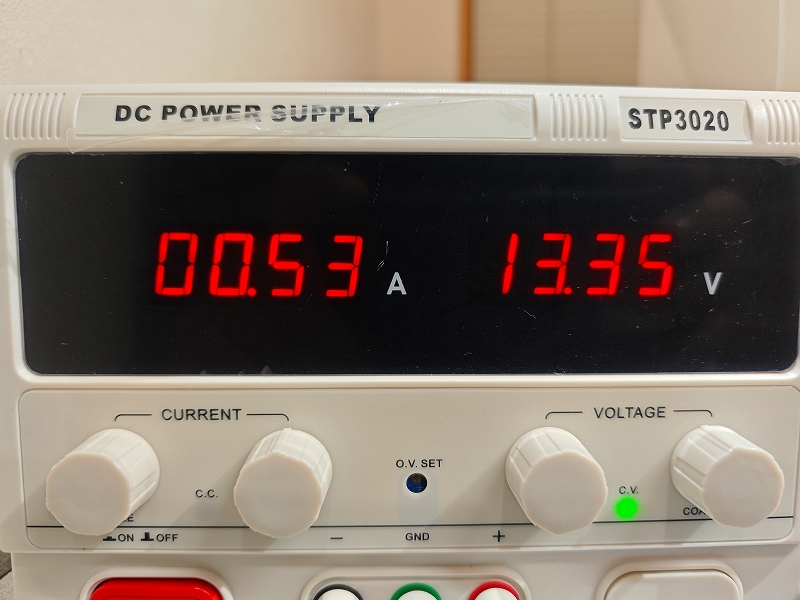 DC POWER SUPPLY
STP3020
00.53 A
13.35 V
CURRENT
VOLTAGE
O.V. SET
C.C.
C.V.
ON OFF
− GND +